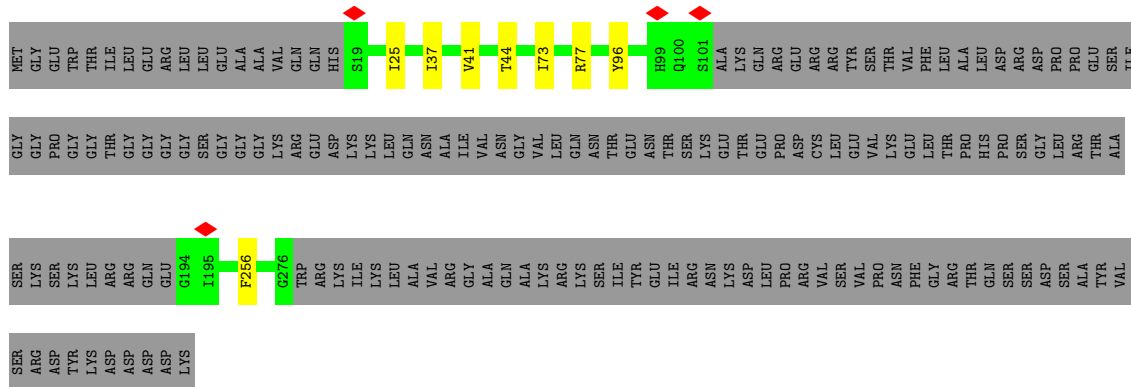 MET GLY GLU TRP THR ILE LEU GLU ARG LEU LEU GLU ALA ALA VAL GLN GLN HIS S19 I25 I37 V41 T44 I73 R77 Y96 H99 Q100 S101 ALA LYS GLN ARG GLU ARG ARG TYR SER THR VAL PHE LEU ALA LEU ASP ARG ASP PRO PRO GLU SER ILE
GLY GLY PRO GLY GLY THR GLY GLY GLY GLY SER GLY GLY GLY GLY LYS ARG GLU ASP LYS LYS LEU GLN ASN ALA ILE VAL ASN GLY VAL LEU GLN ASN THR GLU ASN THR SER LYS GLU THR GLU PRO ASP CYS LEU GLU VAL LYS GLU LEU THR PRO HIS PRO SER GLY LEU ARG THR ALA
SER LYS SER LYS LEU ARG ARG GLN GLU G194 I195 F256 G276 TRP ARG LYS ILE LYS LEU ALA VAL ARG GLY ALA GLN ALA LYS ARG LYS SER ILE TYR GLU ILE ARG ASN LYS ASP LEU PRO ARG VAL SER VAL PRO ASN PHE GLY ARG THR GLN SER SER ASP SER ALA TYR VAL
SER ARG ASP TYR LYS ASP ASP ASP ASP LYS